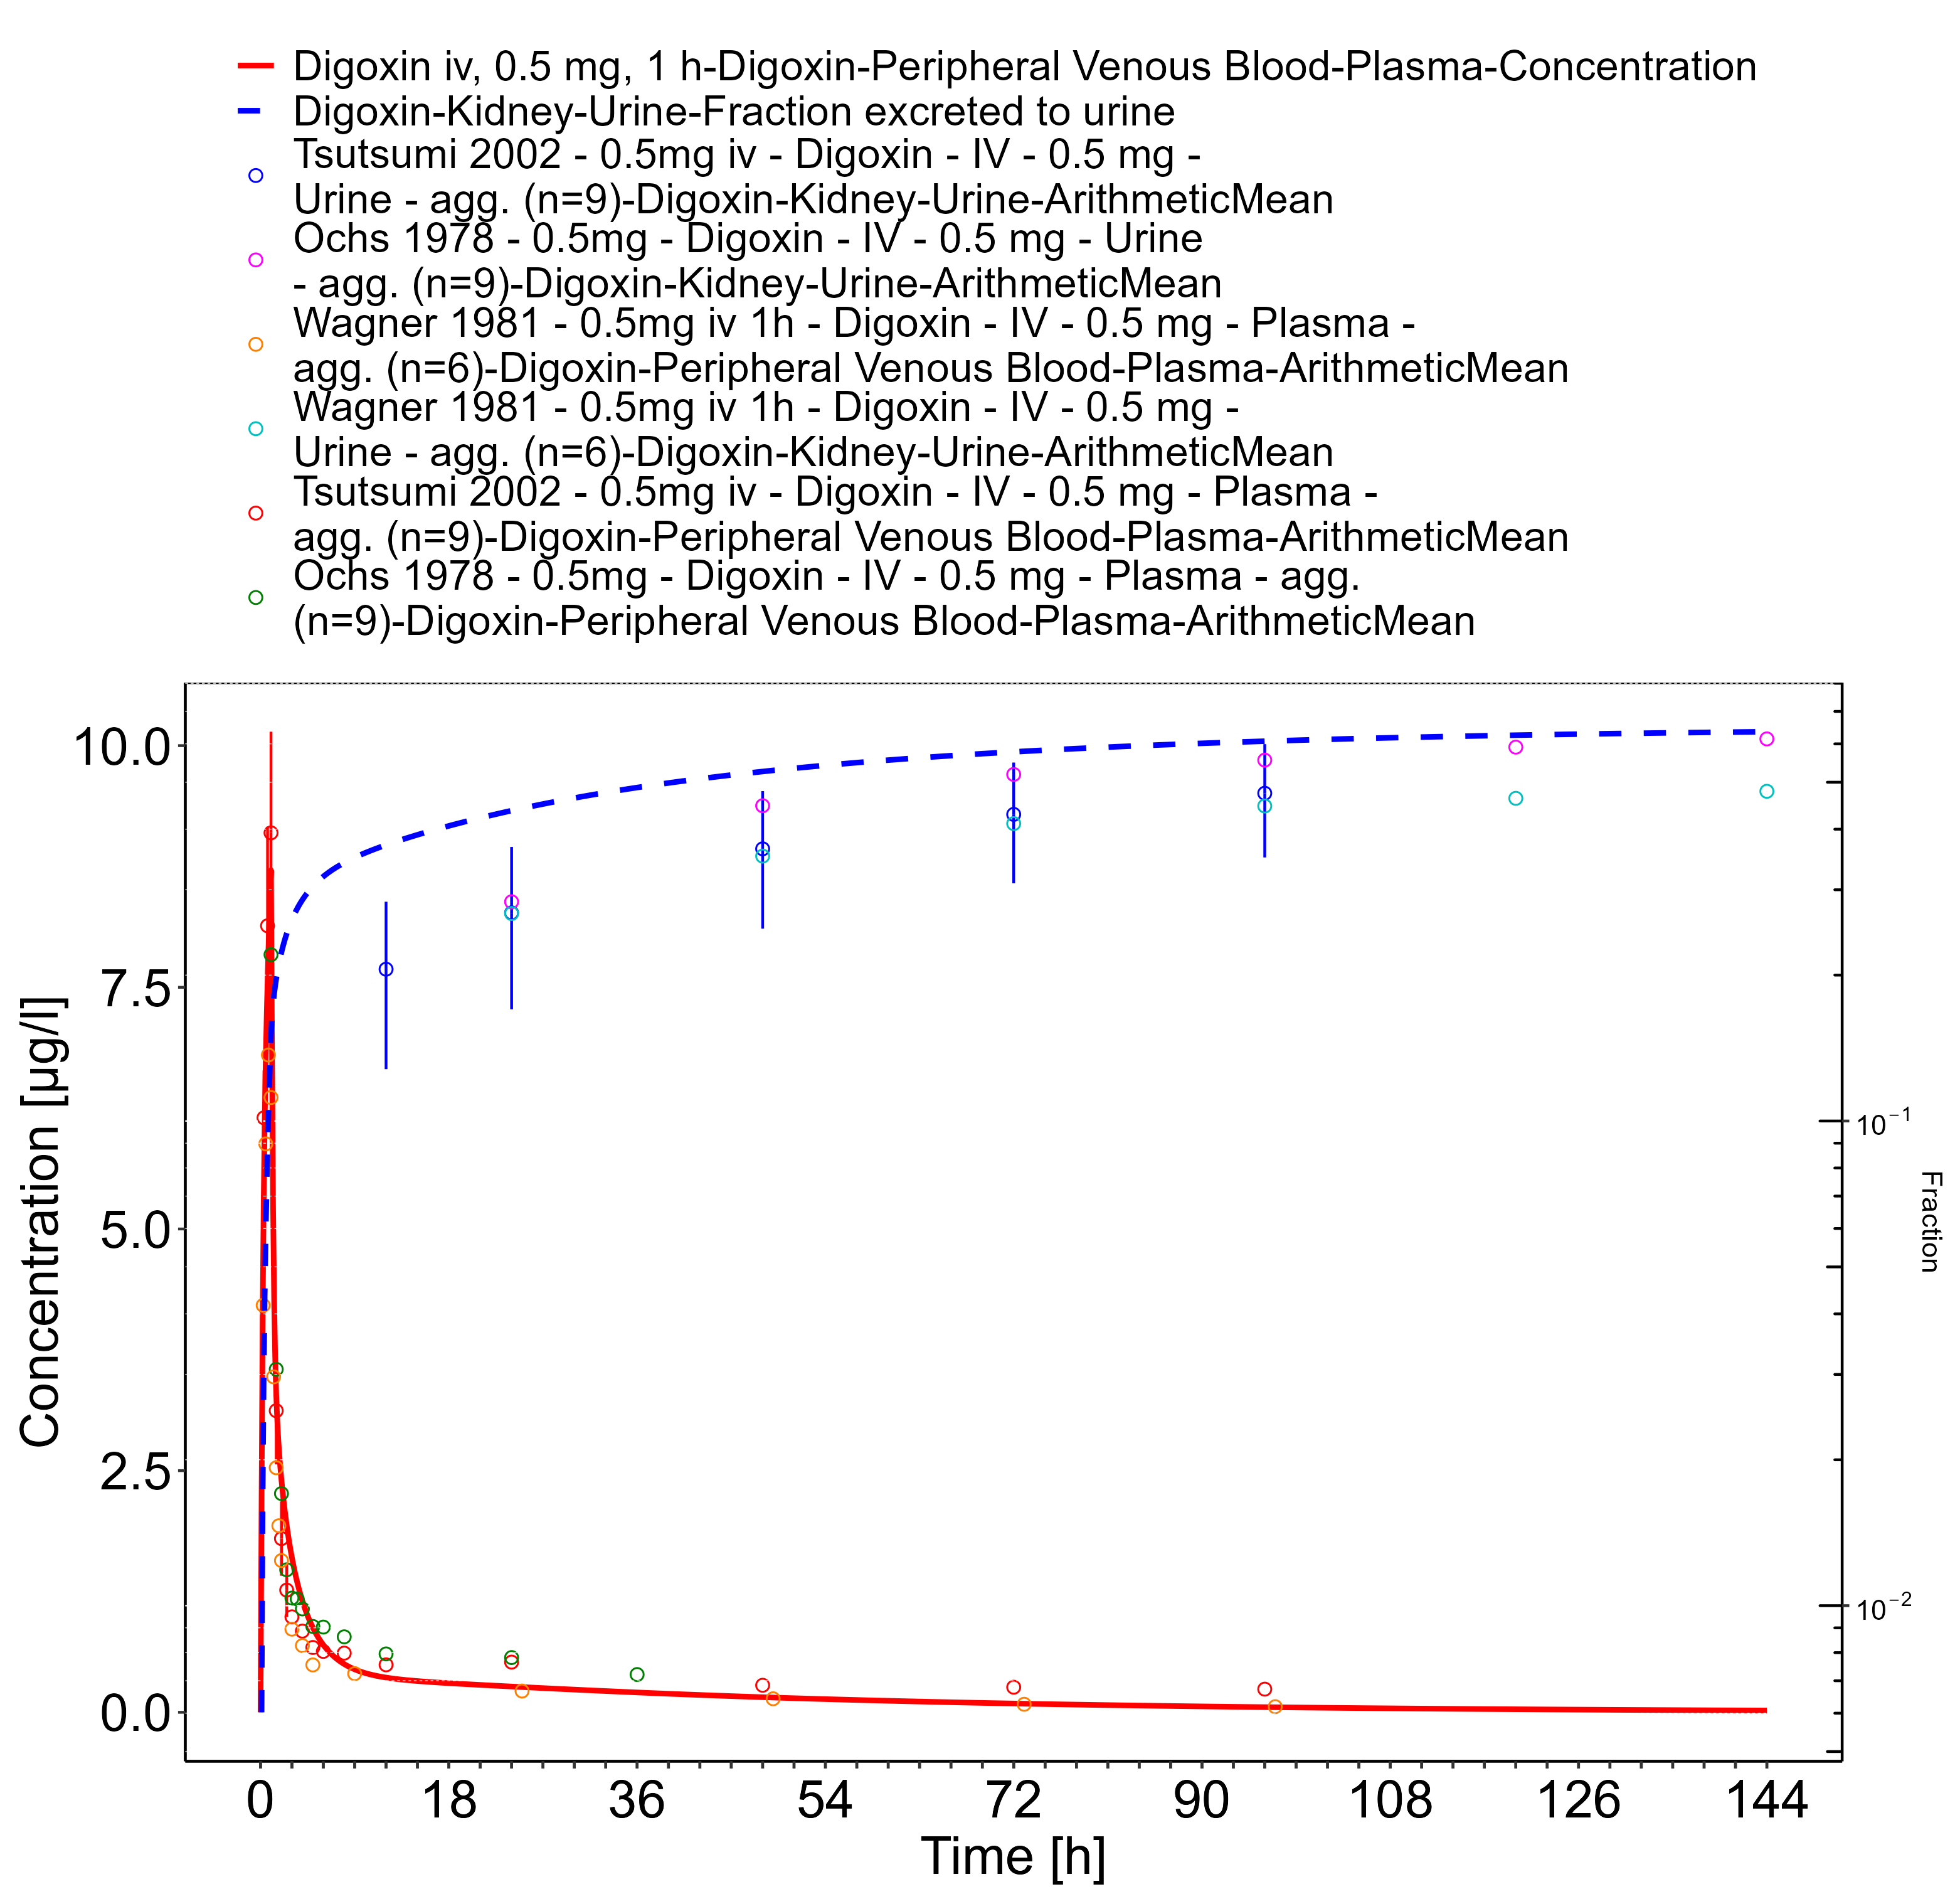 Digoxin iv, 0.5 mg, 1 h-Digoxin-Peripheral Venous Blood-Plasma-Concentration
Digoxin-Kidney-Urine-Fraction excreted to urine
Tsutsumi 2002 - 0.5mg iv - Digoxin - IV - 0.5 mg -
Urine - agg. (n=9)-Digoxin-Kidney-Urine-ArithmeticMean
Ochs 1978 - 0.5mg - Digoxin - IV - 0.5 mg - Urine
- agg. (n=9)-Digoxin-Kidney-Urine-ArithmeticMean
Wagner 1981 - 0.5mg iv 1h - Digoxin - IV - 0.5 mg - Plasma -
agg. (n=6)-Digoxin-Peripheral Venous Blood-Plasma-ArithmeticMean
Wagner 1981 - 0.5mg iv 1h - Digoxin - IV - 0.5 mg -
Urine - agg. (n=6)-Digoxin-Kidney-Urine-ArithmeticMean
Tsutsumi 2002 - 0.5mg iv - Digoxin - IV - 0.5 mg - Plasma -
agg. (n=9)-Digoxin-Peripheral Venous Blood-Plasma-ArithmeticMean
Ochs 1978 - 0.5mg - Digoxin - IV - 0.5 mg - Plasma - agg.
(n=9)-Digoxin-Peripheral Venous Blood-Plasma-ArithmeticMean
Concentration [µg/l]
10.0
7.5
5.0
2.5
0.0
10⁻¹
10⁻²
Fraction
0 18 36 54 72 90 108 126 144
Time [h]